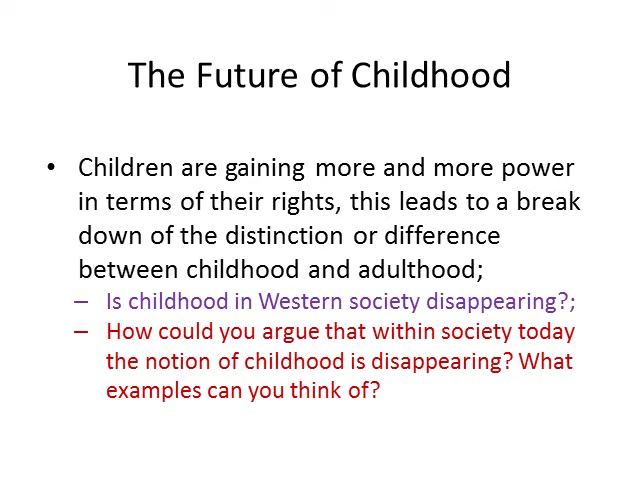 The Future of Childhood
• Children are gaining more and more power
in terms of their rights, this leads to a break
down of the distinction or difference
between childhood and adulthood;
– Is childhood in Western society disappearing?;
– How could you argue that within society today
the notion of childhood is disappearing? What
examples can you think of?